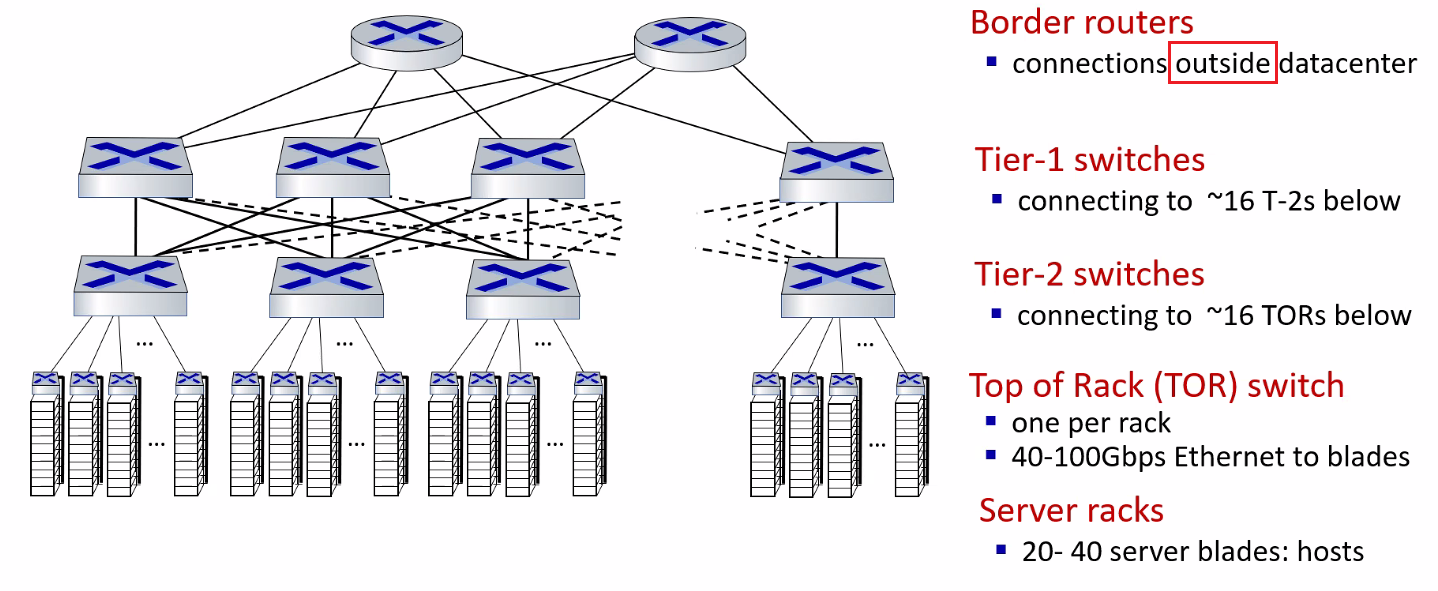 Border routers
▪ connections outside datacenter
Tier-1 switches
▪ connecting to ~16 T-2s below
Tier-2 switches
▪ connecting to ~16 TORs below
...
...
...
...
Top of Rack (TOR) switch
▪ one per rack
▪ 40-100Gbps Ethernet to blades
...
...
...
...
Server racks
▪ 20- 40 server blades: hosts